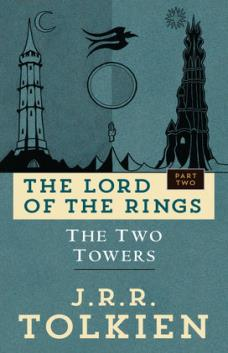 PART
TWO
THE LORD
OF THE RINGS
THE TWO
TOWERS
J.R.R.
TOLKIEN